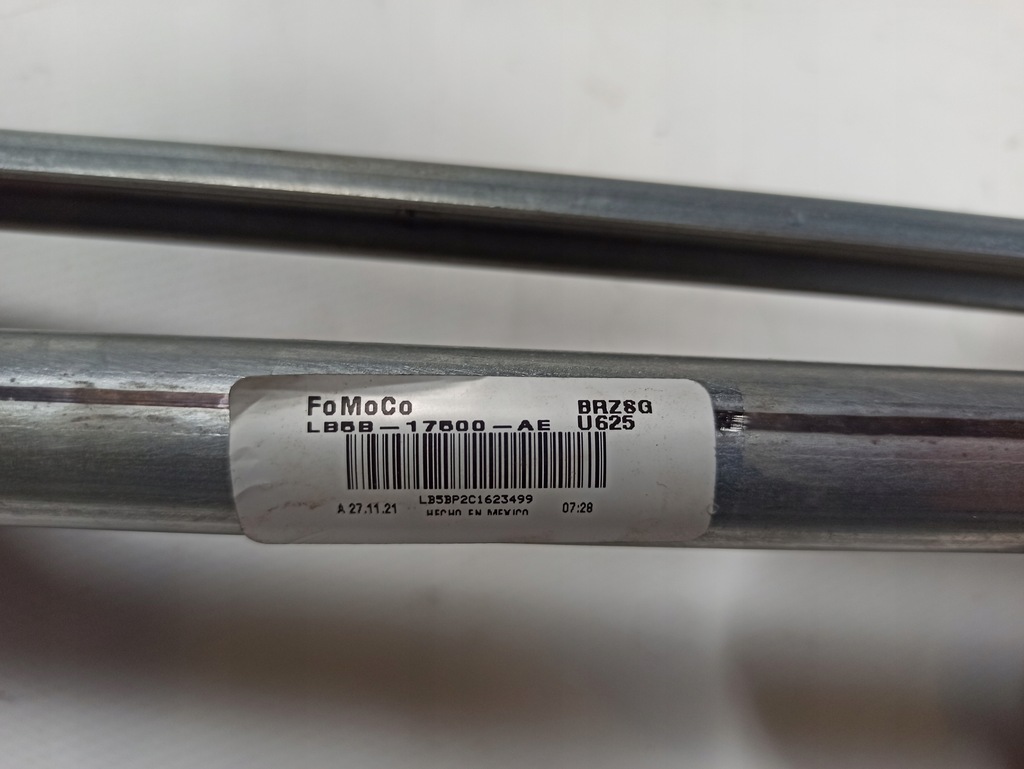 FoMoCo BRZ8G
LB5B-17500-AE U625
LB5BP2C1623499
A 27.11.21 HECHO EN MEXICO 07:28